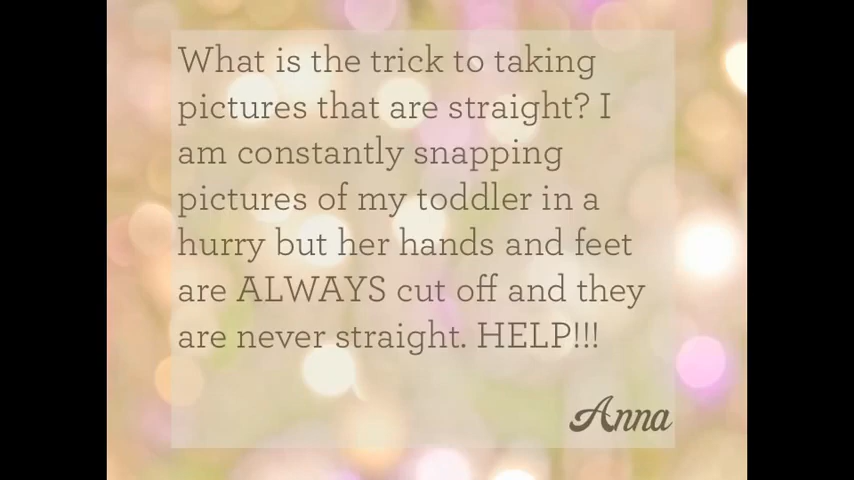 What is the trick to taking
pictures that are straight? I
am constantly snapping
pictures of my toddler in a
hurry but her hands and feet
are ALWAYS cut off and they
are never straight. HELP!!!
Anna